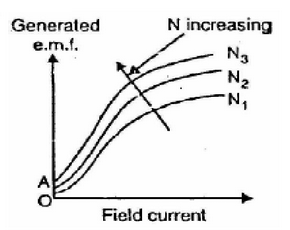 Generated
e.m.f.
N increasing
N3
N2
N1
A
O
Field current